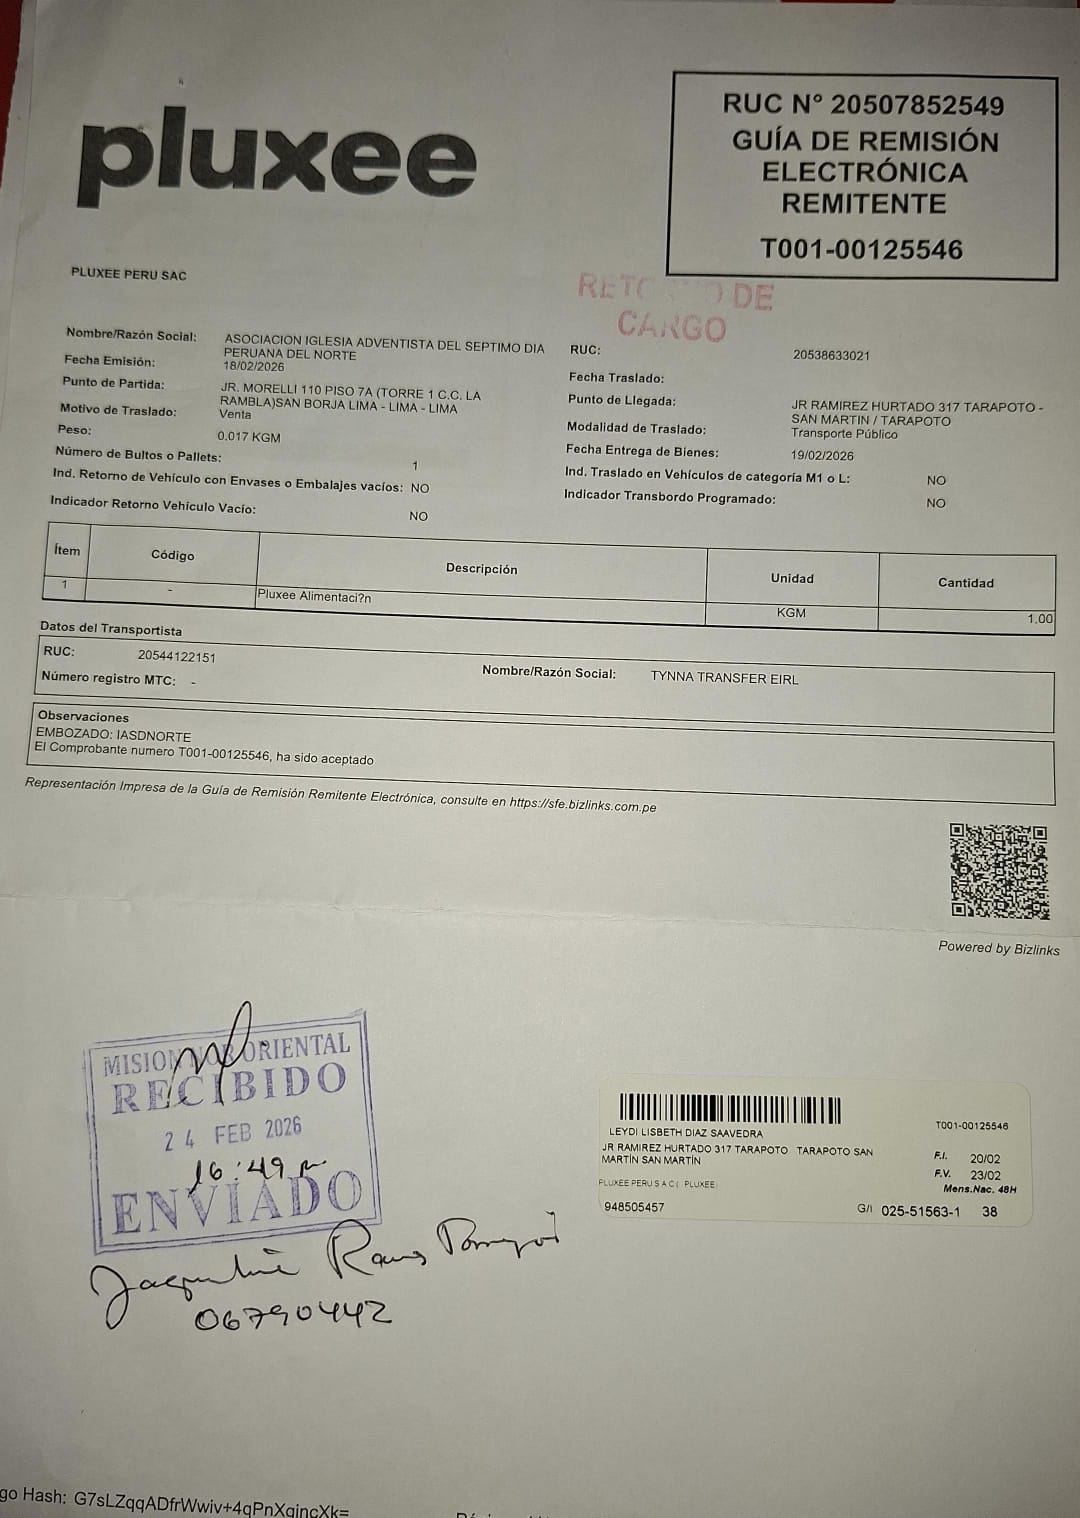 pluxee
RUC N° 20507852549
GUÍA DE REMISIÓN
ELECTRÓNICA
REMITENTE
T001-00125546
PLUXEE PERU SAC
RETO O DE
CARGO
Nombre/Razón Social: ASOCIACION IGLESIA ADVENTISTA DEL SEPTIMO DIA
PERUANA DEL NORTE
Fecha Emisión: 18/02/2026
Punto de Partida: JR. MORELLI 110 PISO 7A (TORRE 1 C.C. LA
RAMBLA)SAN BORJA LIMA - LIMA - LIMA
Motivo de Traslado: Venta
Peso: 0.017 KGM
Número de Bultos o Pallets: 1
Ind. Retorno de Vehículo con Envases o Embalajes vacíos: NO
Indicador Retorno Vehículo Vacío: NO
RUC: 20538633021
Fecha Traslado:
Punto de Llegada: JR RAMIREZ HURTADO 317 TARAPOTO -
SAN MARTIN / TARAPOTO
Modalidad de Traslado: Transporte Público
Fecha Entrega de Bienes: 19/02/2026
Ind. Traslado en Vehículos de categoría M1 o L: NO
Indicador Transbordo Programado: NO
Ítem Código Descripción Unidad Cantidad
1 - Pluxee Alimentaci?n KGM 1.00
Datos del Transportista
RUC: 20544122151 Nombre/Razón Social: TYNNA TRANSFER EIRL
Número registro MTC: -
Observaciones
EMBOZADO: IASDNORTE
El Comprobante numero T001-00125546, ha sido aceptado
Representación Impresa de la Guía de Remisión Remitente Electrónica, consulte en https://sfe.bizlinks.com.pe
Powered by Bizlinks
MISION NOR ORIENTAL
RECIBIDO
24 FEB 2026
16:49
ENVIADO
Jaqueline Ramos
06790442
LEYDI LISBETH DIAZ SAAVEDRA T001-00125546
JR RAMIREZ HURTADO 317 TARAPOTO TARAPOTO SAN
MARTÍN SAN MARTÍN
F.I. 20/02
F.V. 23/02
PLUXEE PERU S A C ( PLUXEE)
Mens.Nac. 48H
948505457 G/I 025-51563-1 38
go Hash: G7sLZqqADfrWwiv+4qPnXqincXk=